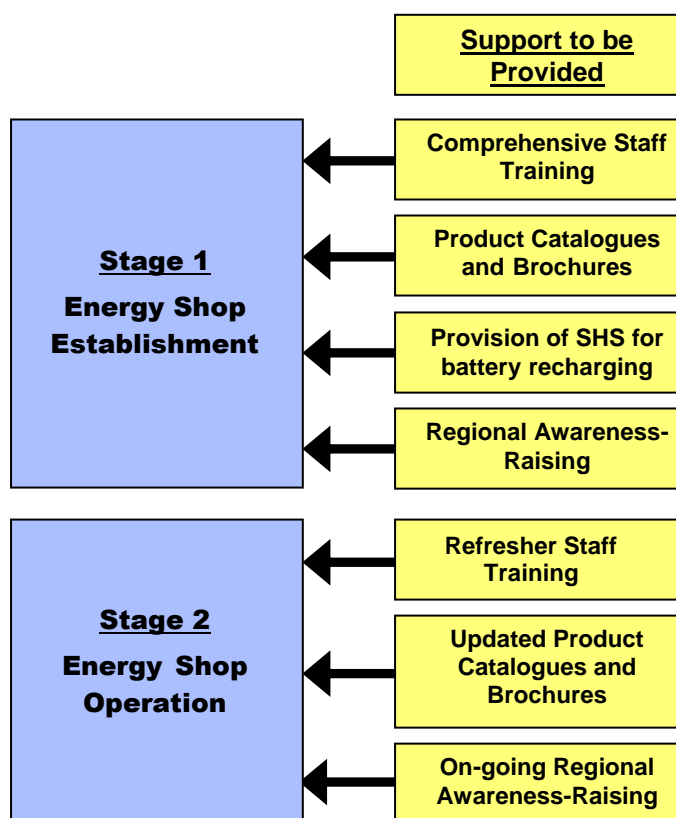 Support to be
Provided
Stage 1
Energy Shop
Establishment
Comprehensive Staff
Training
Product Catalogues
and Brochures
Provision of SHS for
battery recharging
Regional Awareness-
Raising
Stage 2
Energy Shop
Operation
Refresher Staff
Training
Updated Product
Catalogues and
Brochures
On-going Regional
Awareness-Raising